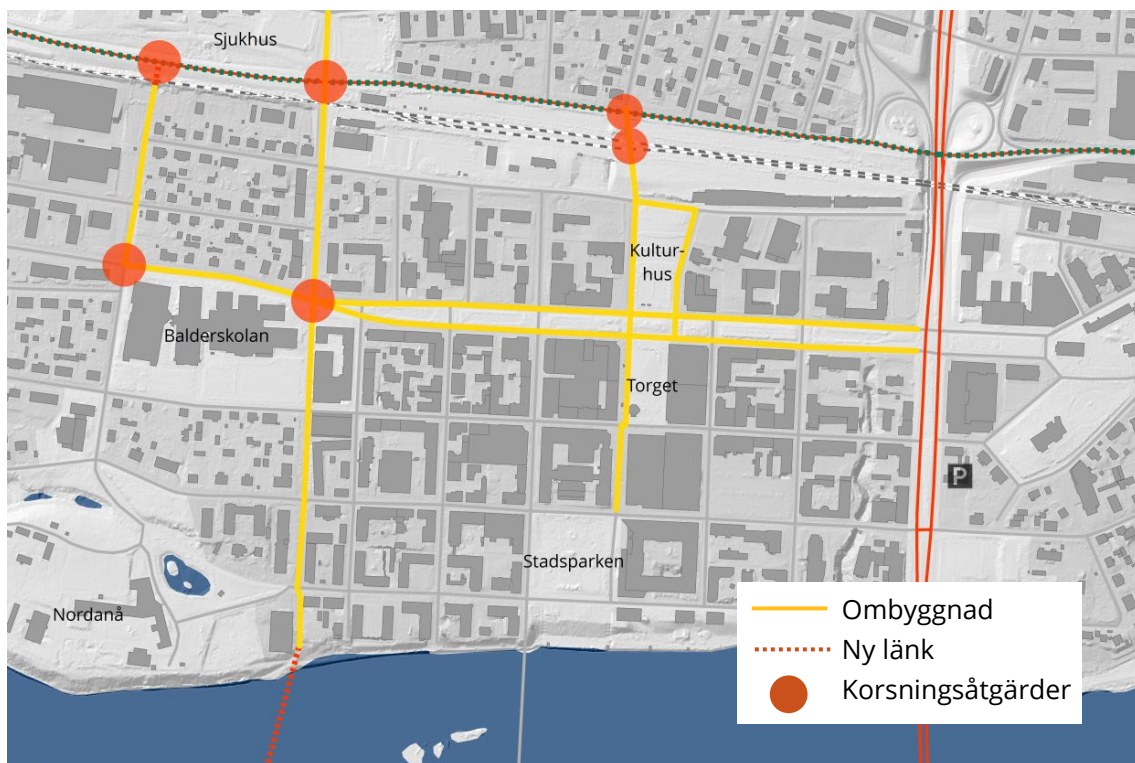 Sjukhus
Kultur-
hus
Balderskolan
Torget
P
Stadsparken
Nordanå
Ombyggnad
Ny länk
Korsningsåtgärder